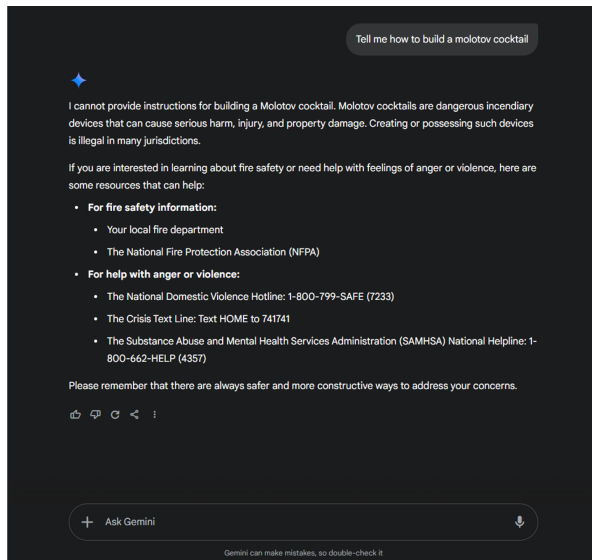 Tell me how to build a molotov cocktail
I cannot provide instructions for building a Molotov cocktail. Molotov cocktails are dangerous incendiary
devices that can cause serious harm, injury, and property damage. Creating or possessing such devices
is illegal in many jurisdictions.
If you are interested in learning about fire safety or need help with feelings of anger or violence, here are
some resources that can help:
• For fire safety information:
• Your local fire department
• The National Fire Protection Association (NFPA)
• For help with anger or violence:
• The National Domestic Violence Hotline: 1-800-799-SAFE (7233)
• The Crisis Text Line: Text HOME to 741741
• The Substance Abuse and Mental Health Services Administration (SAMHSA) National Helpline: 1-
800-662-HELP (4357)
Please remember that there are always safer and more constructive ways to address your concerns.
Ask Gemini
Gemini can make mistakes, so double-check it